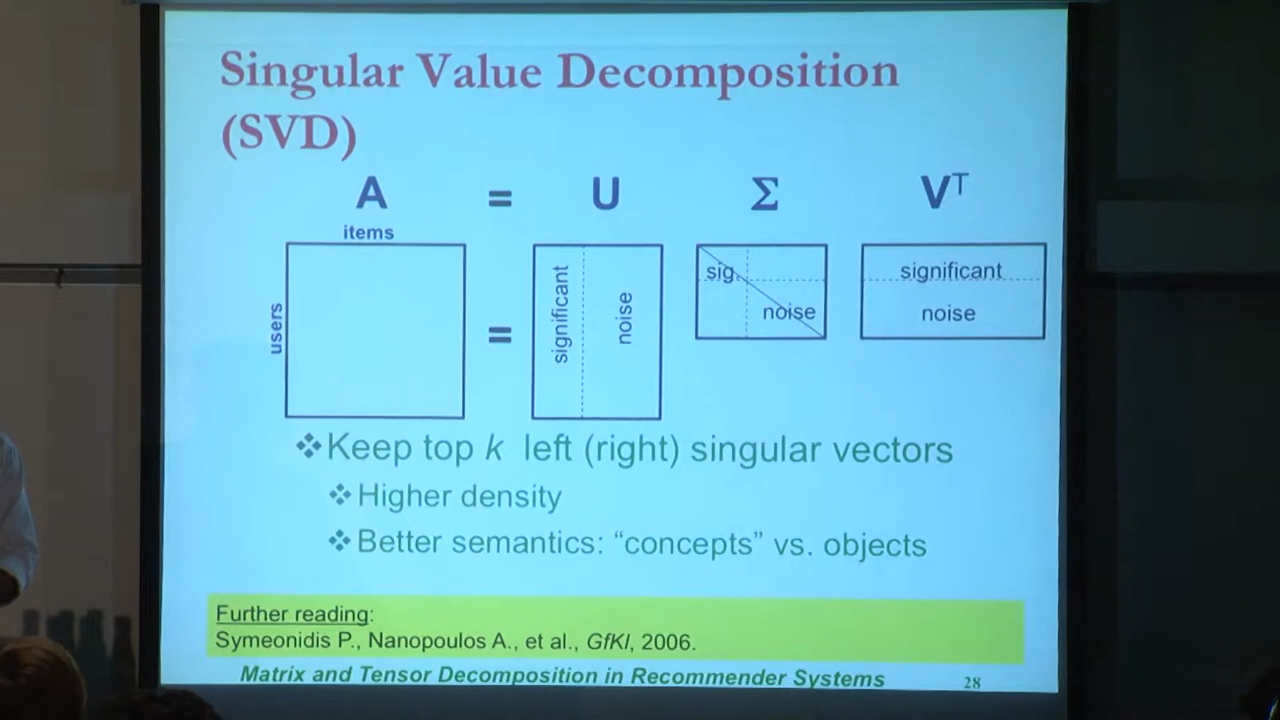 Singular Value Decomposition
(SVD)
A = U Σ Vᵀ
items
users
=
significant
noise
sig.
noise
significant
noise
❖Keep top k left (right) singular vectors
❖Higher density
❖Better semantics: “concepts” vs. objects
Further reading:
Symeonidis P., Nanopoulos A., et al., GfKl, 2006.
Matrix and Tensor Decomposition in Recommender Systems 28